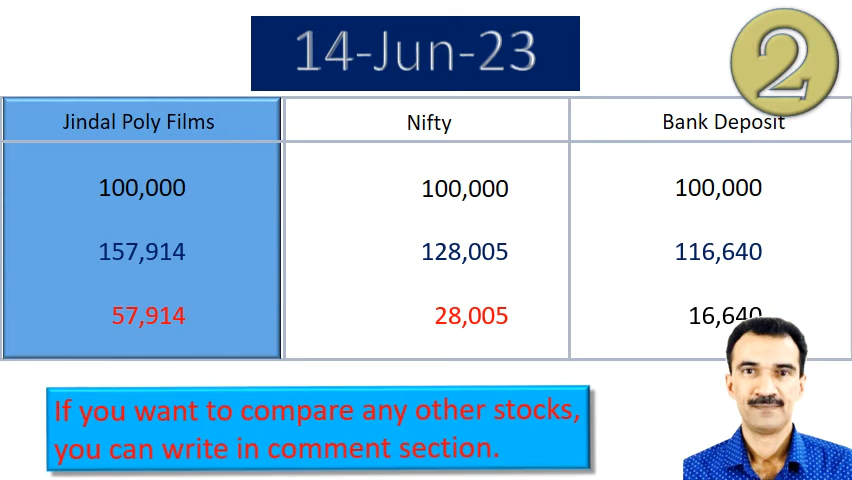 14-Jun-23
2
Jindal Poly Films Nifty Bank Deposit
100,000 100,000 100,000
157,914 128,005 116,640
57,914 28,005 16,640
If you want to compare any other stocks,
you can write in comment section.